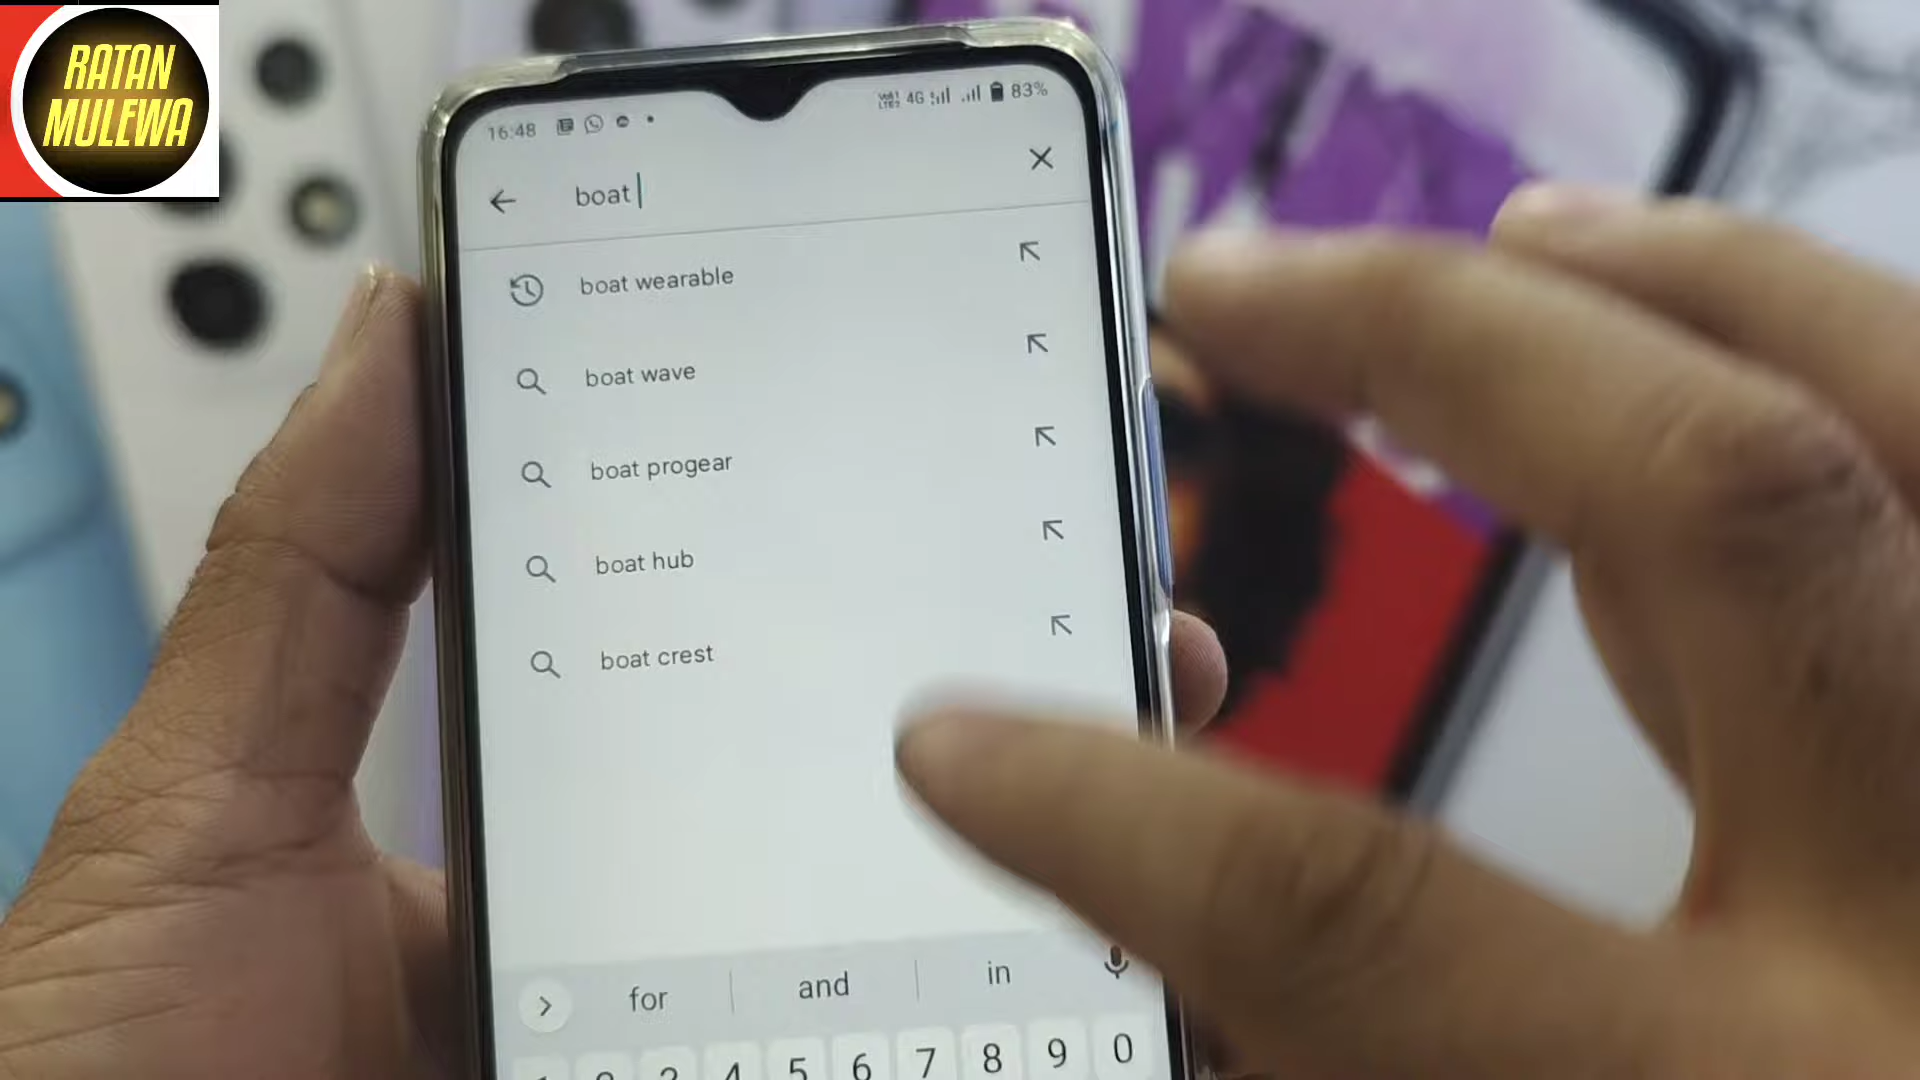 RATAN
MULEWA
16:48
4G
83%
boat
boat wearable
boat wave
boat progear
boat hub
boat crest
for and in
4 5 6 7 8 9 0